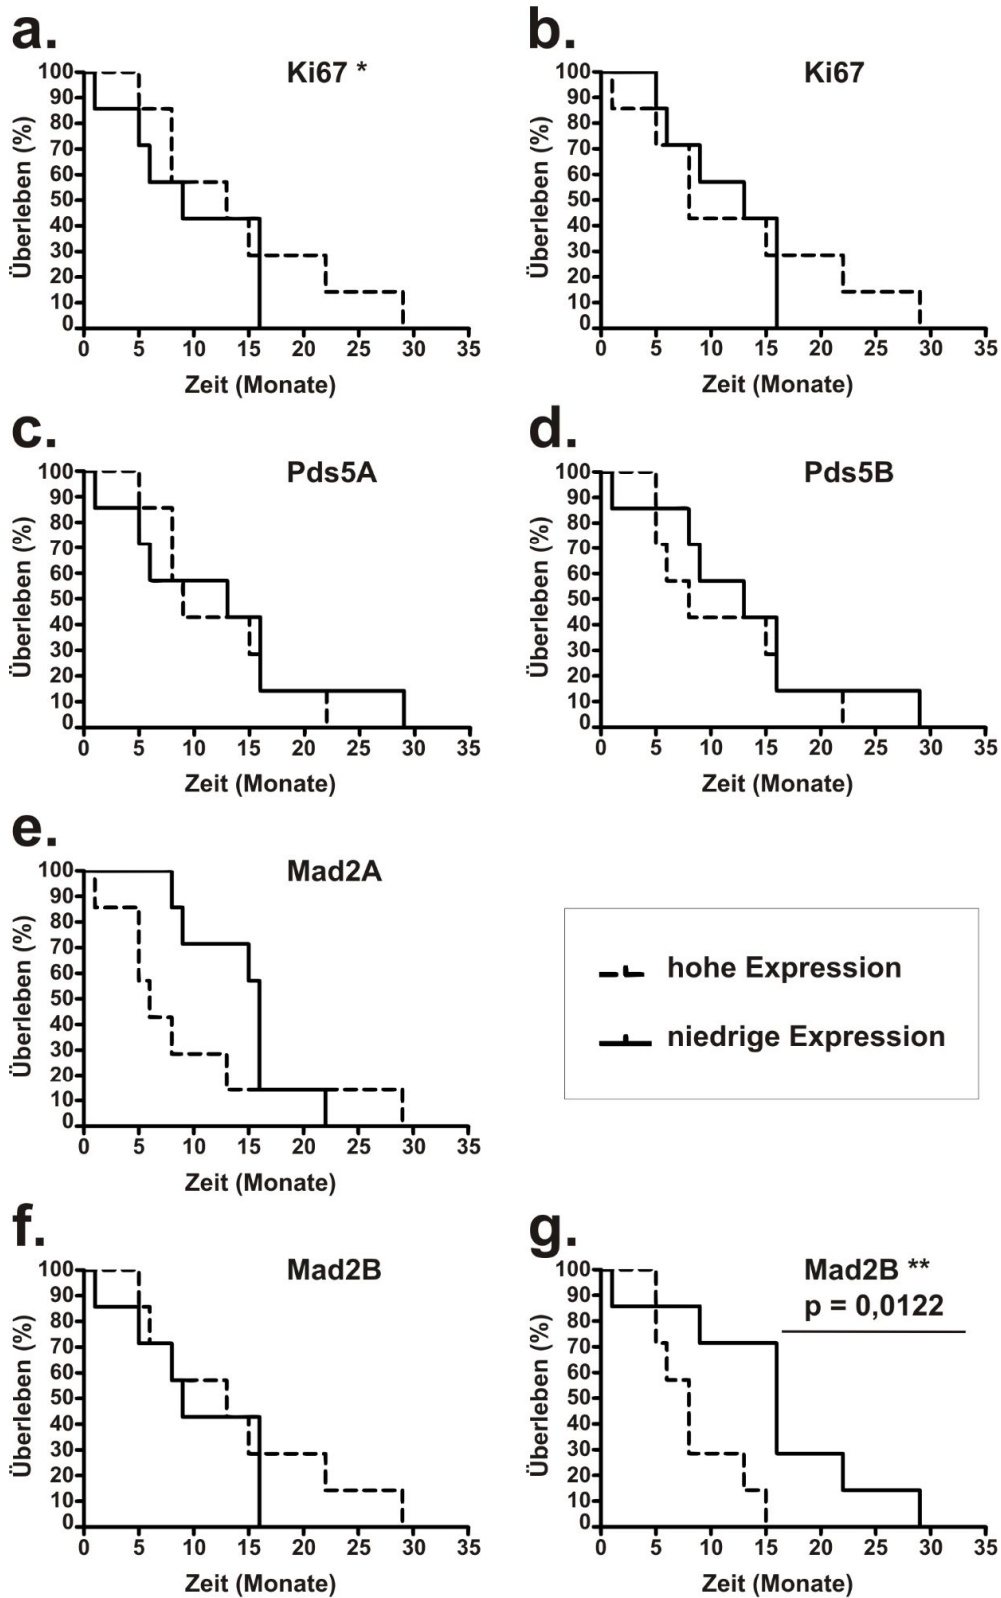 a.
Ki67 *
Überleben (%)
100
90
80
70
60
50
40
30
20
10
0
0 5 10 15 20 25 30 35
Zeit (Monate)
b.
Ki67
Überleben (%)
100
90
80
70
60
50
40
30
20
10
0
0 5 10 15 20 25 30 35
Zeit (Monate)
c.
Pds5A
Überleben (%)
100
90
80
70
60
50
40
30
20
10
0
0 5 10 15 20 25 30 35
Zeit (Monate)
d.
Pds5B
Überleben (%)
100
90
80
70
60
50
40
30
20
10
0
0 5 10 15 20 25 30 35
Zeit (Monate)
e.
Mad2A
Überleben (%)
100
90
80
70
60
50
40
30
20
10
0
0 5 10 15 20 25 30 35
Zeit (Monate)
hohe Expression
niedrige Expression
f.
Mad2B
Überleben (%)
100
90
80
70
60
50
40
30
20
10
0
0 5 10 15 20 25 30 35
Zeit (Monate)
g.
Mad2B **
p = 0,0122
Überleben (%)
100
90
80
70
60
50
40
30
20
10
0
0 5 10 15 20 25 30 35
Zeit (Monate)